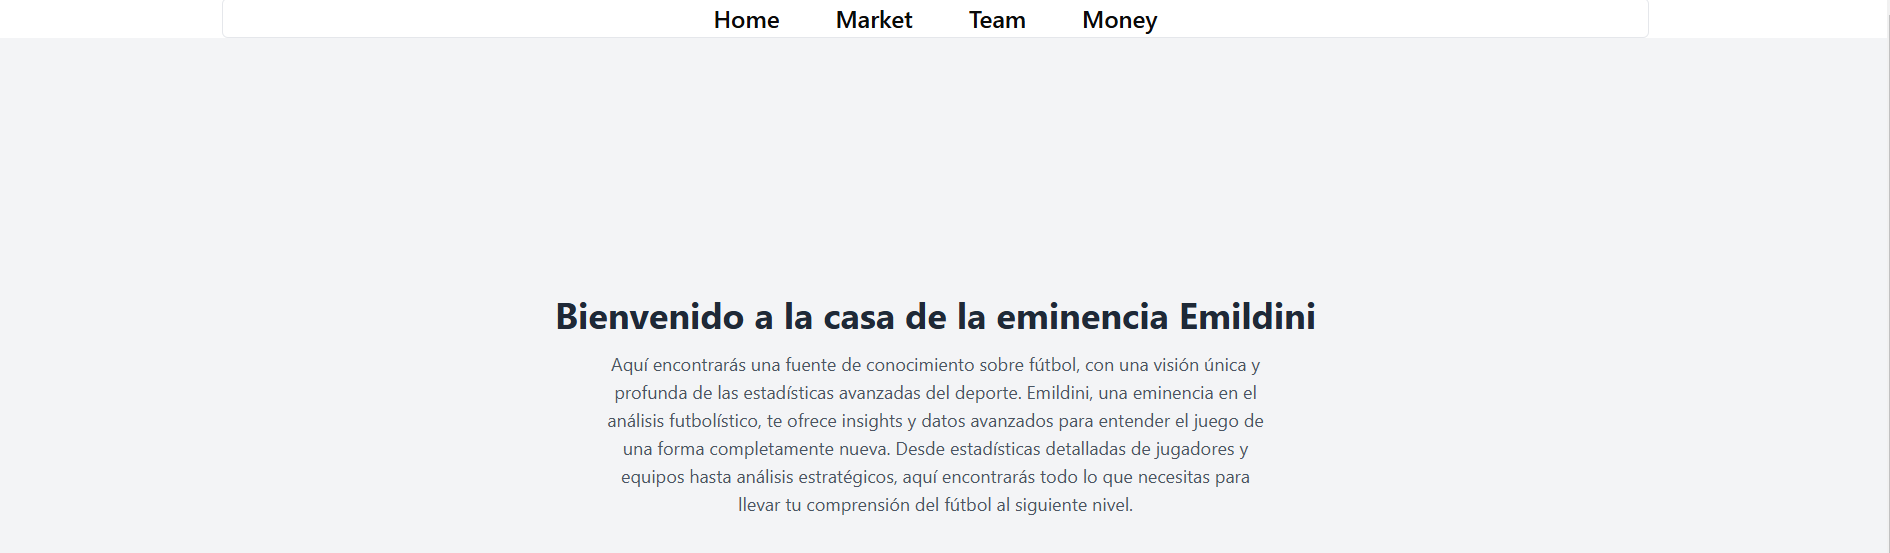 Home Market Team Money
Bienvenido a la casa de la eminencia Emildini
Aquí encontrarás una fuente de conocimiento sobre fútbol, con una visión única y
profunda de las estadísticas avanzadas del deporte. Emildini, una eminencia en el
análisis futbolístico, te ofrece insights y datos avanzados para entender el juego de
una forma completamente nueva. Desde estadísticas detalladas de jugadores y
equipos hasta análisis estratégicos, aquí encontrarás todo lo que necesitas para
llevar tu comprensión del fútbol al siguiente nivel.